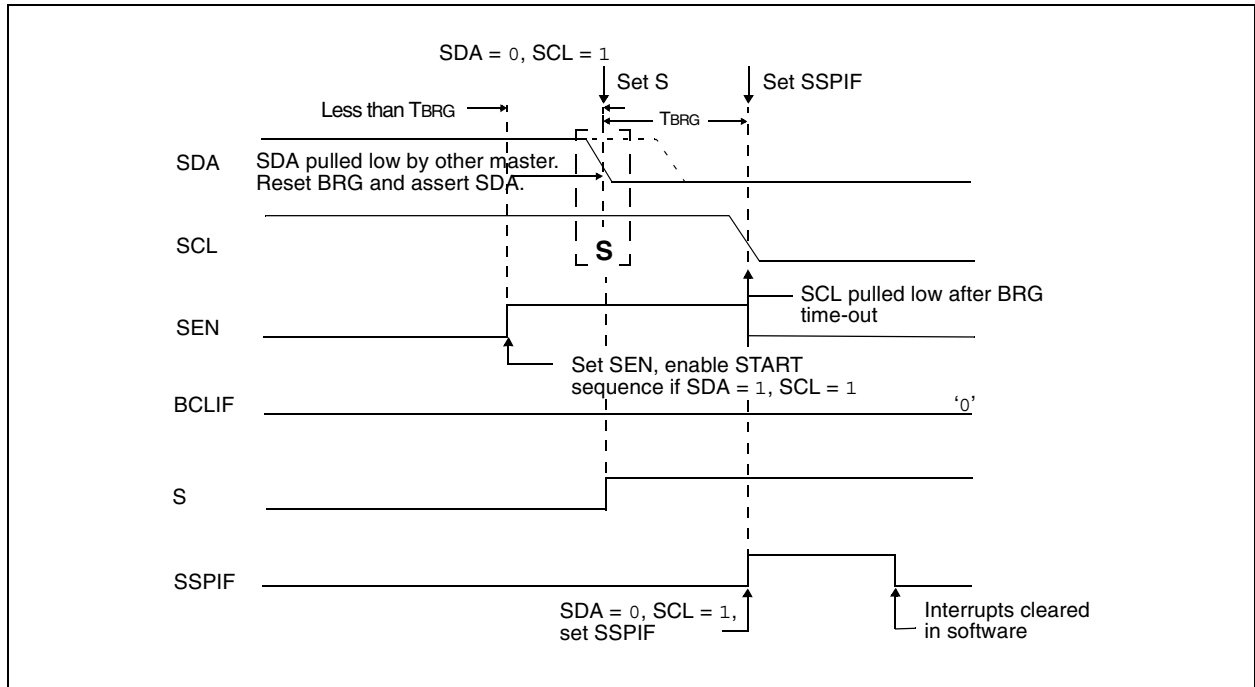 SDA = 0, SCL = 1
Set S
Set SSPIF
Less than TBRG
TBRG
SDA
SDA pulled low by other master.
Reset BRG and assert SDA.
SCL
S
SCL pulled low after BRG
time-out
SEN
Set SEN, enable START
sequence if SDA = 1, SCL = 1
BCLIF
‘0’
S
SSPIF
SDA = 0, SCL = 1,
set SSPIF
Interrupts cleared
in software